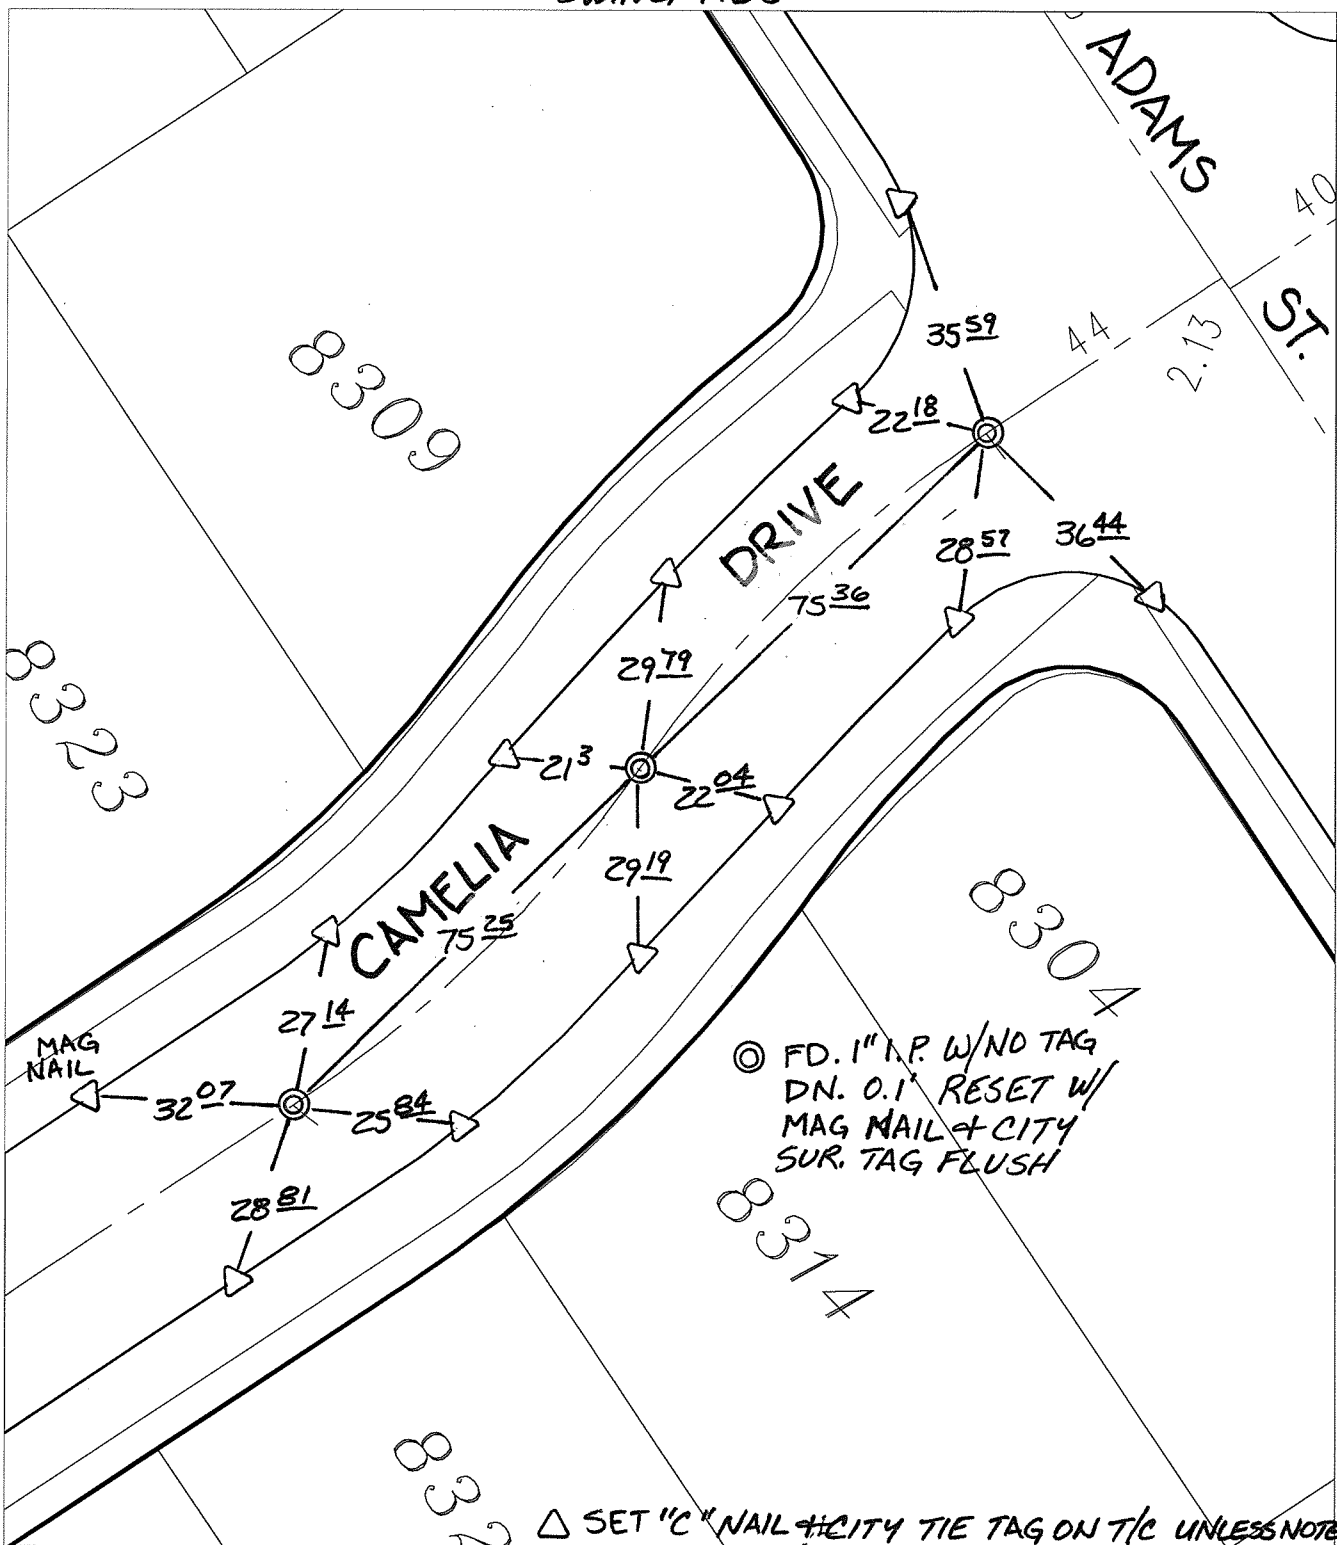 ADAMS
ST.
40
44
2.13
8309
35 59
22 18
DRIVE
28 57
36 44
75 36
29 79
8323
21 3
22 04
CAMELIA
29 19
75 25
8304
27 14
MAG
NAIL
32 07
25 84
28 81
FD. 1" I.P. W/NO TAG
DN. 0.1' RESET W/
MAG NAIL & CITY
SUR. TAG FLUSH
8314
△ SET "C" NAIL & CITY TIE TAG ON T/C UNLESS